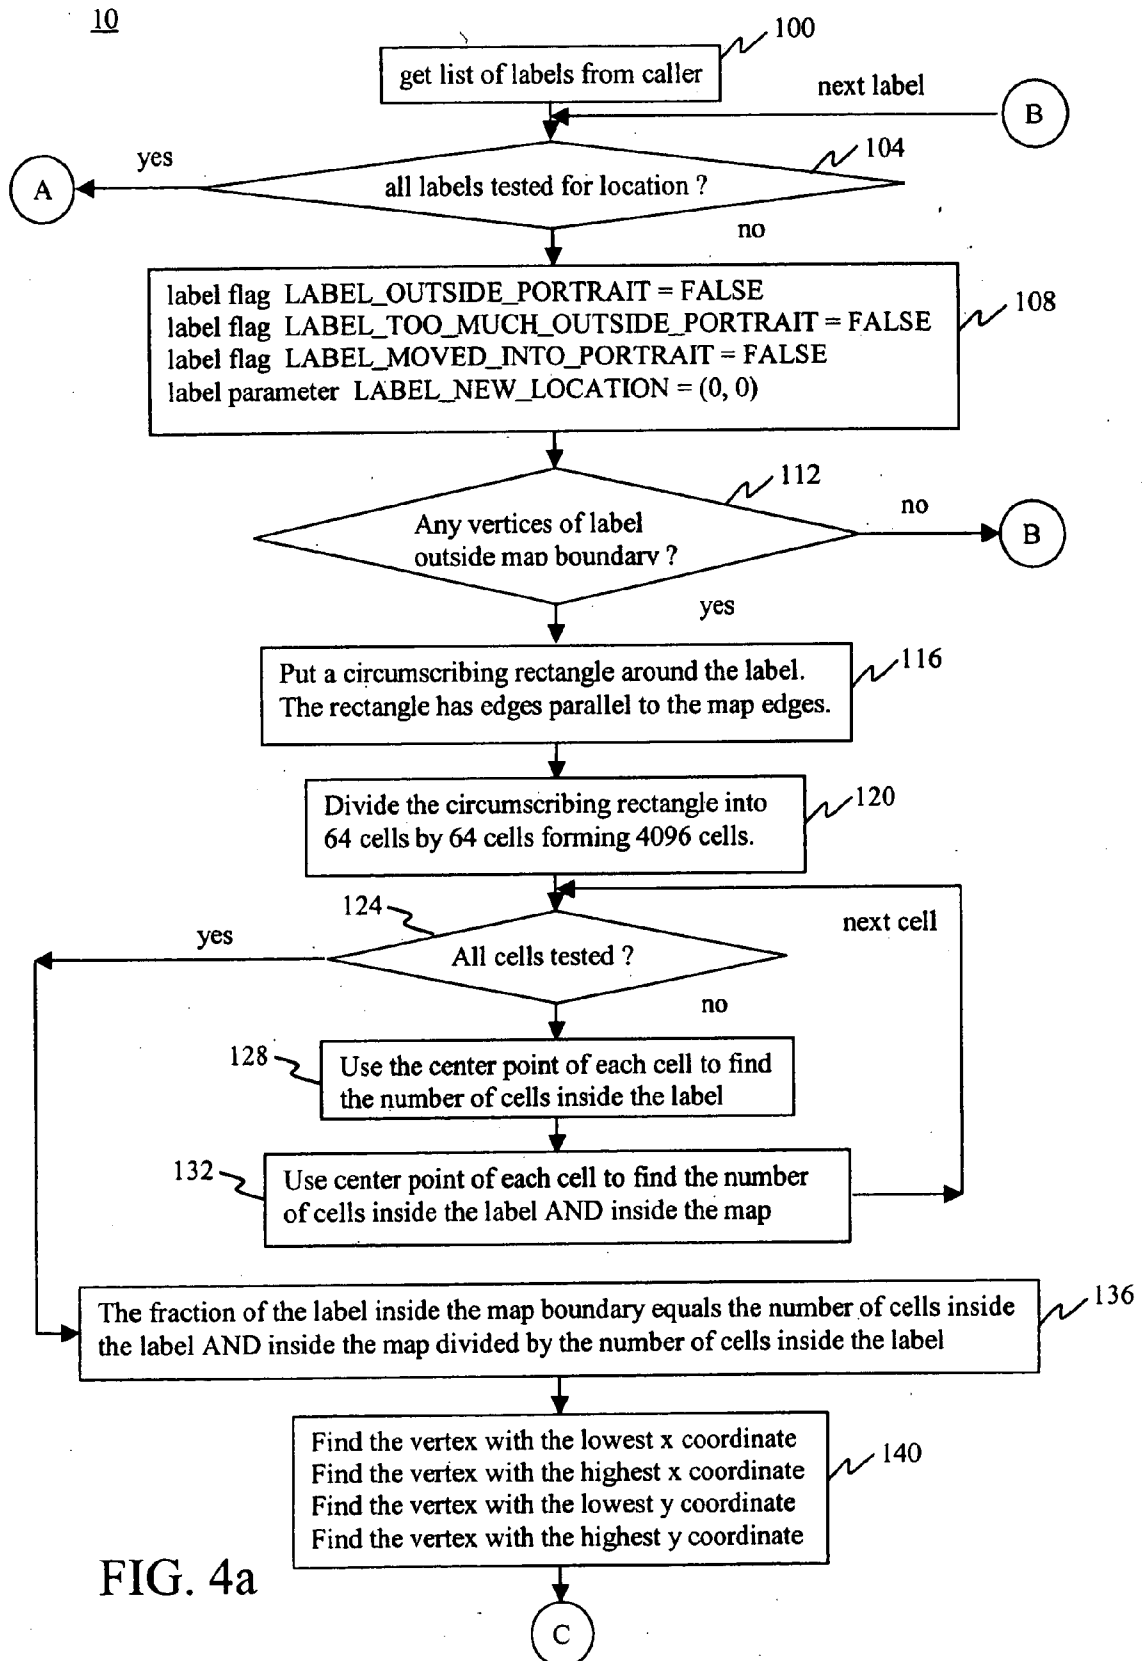 10
100
get list of labels from caller
next label
B
yes
104
A
all labels tested for location ?
no
label flag LABEL_OUTSIDE_PORTRAIT = FALSE
label flag LABEL_TOO_MUCH_OUTSIDE_PORTRAIT = FALSE
label flag LABEL_MOVED_INTO_PORTRAIT = FALSE
label parameter LABEL_NEW_LOCATION = (0, 0)
108
112
Any vertices of label
outside map boundary ?
no
B
yes
Put a circumscribing rectangle around the label.
The rectangle has edges parallel to the map edges.
116
Divide the circumscribing rectangle into
64 cells by 64 cells forming 4096 cells.
120
124
next cell
yes
All cells tested ?
no
128
Use the center point of each cell to find
the number of cells inside the label
132
Use center point of each cell to find the number
of cells inside the label AND inside the map
The fraction of the label inside the map boundary equals the number of cells inside
the label AND inside the map divided by the number of cells inside the label
136
Find the vertex with the lowest x coordinate
Find the vertex with the highest x coordinate
Find the vertex with the lowest y coordinate
Find the vertex with the highest y coordinate
140
FIG. 4a
C